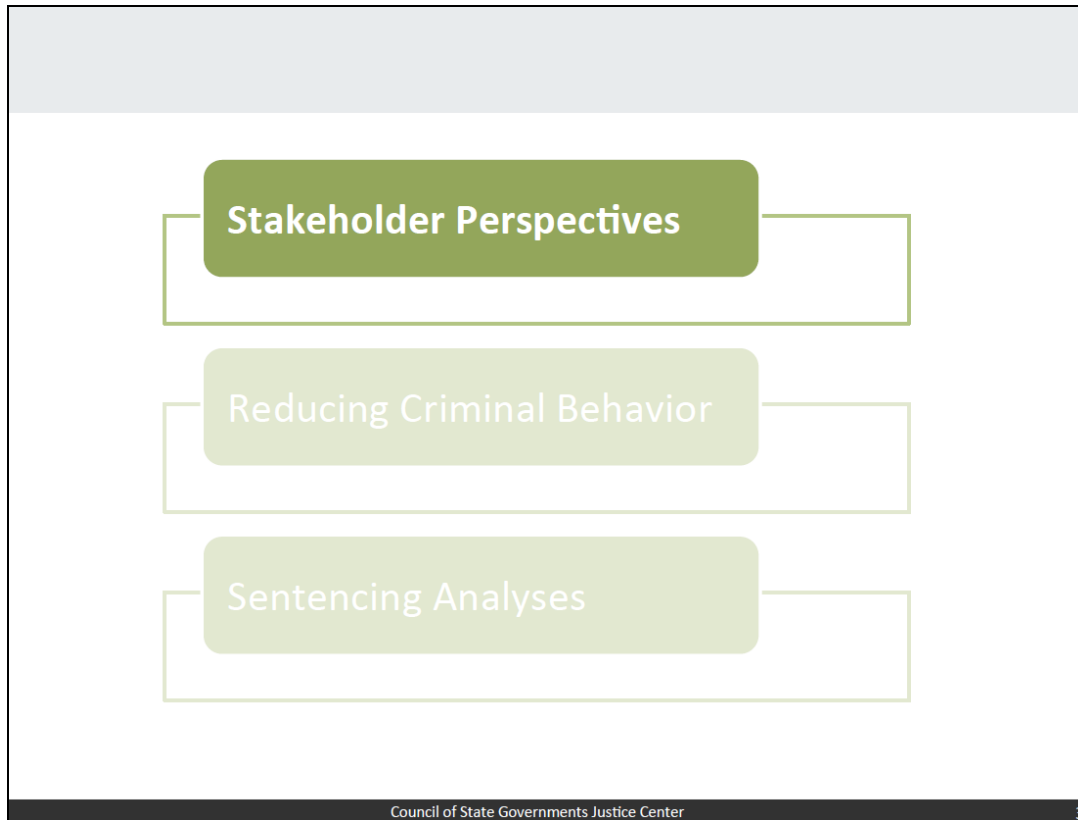 Stakeholder Perspectives
Reducing Criminal Behavior
Sentencing Analyses
Council of State Governments Justice Center